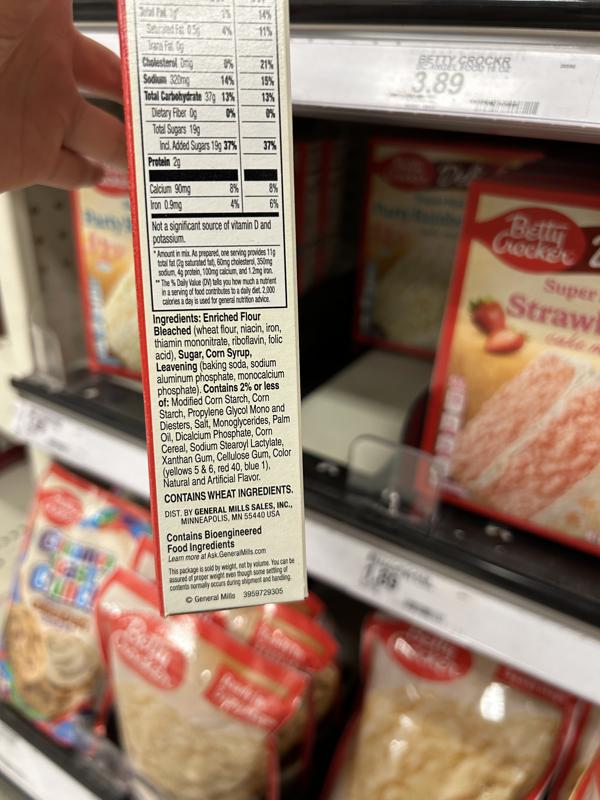 Total Fat 1g* 1% 14%
Saturated Fat 0.5g 4% 11%
Trans Fat 0g
Cholesterol 0mg 0% 21%
Sodium 320mg 14% 15%
Total Carbohydrate 37g 13% 13%
Dietary Fiber 0g 0% 0%
Total Sugars 19g
Incl. Added Sugars 19g 37% 37%
Protein 2g
Calcium 90mg 8% 8%
Iron 0.9mg 4% 6%
Not a significant source of vitamin D and
potassium.
* Amount in mix. As prepared, one serving provides 11g
total fat (2g saturated fat), 60mg cholesterol, 350mg
sodium, 4g protein, 100mg calcium, and 1.2mg iron.
** The % Daily Value (DV) tells you how much a nutrient
in a serving of food contributes to a daily diet. 2,000
calories a day is used for general nutrition advice.
Ingredients: Enriched Flour
Bleached (wheat flour, niacin, iron,
thiamin mononitrate, riboflavin, folic
acid), Sugar, Corn Syrup,
Leavening (baking soda, sodium
aluminum phosphate, monocalcium
phosphate). Contains 2% or less
of: Modified Corn Starch, Corn
Starch, Propylene Glycol Mono and
Diesters, Salt, Monoglycerides, Palm
Oil, Dicalcium Phosphate, Corn
Cereal, Sodium Stearoyl Lactylate,
Xanthan Gum, Cellulose Gum, Color
(yellows 5 & 6, red 40, blue 1),
Natural and Artificial Flavor.
CONTAINS WHEAT INGREDIENTS.
DIST. BY GENERAL MILLS SALES, INC.,
MINNEAPOLIS, MN 55440 USA
Contains Bioengineered
Food Ingredients
Learn more at Ask.GeneralMills.com
This package is sold by weight, not by volume. You can be
assured of proper weight even though some settling of
contents normally occurs during shipment and handling.
© General Mills 3959729305
BETTY CROCKR
3.89
Betty
Crocker
Super
Straw
cake m
Betty
Crocker